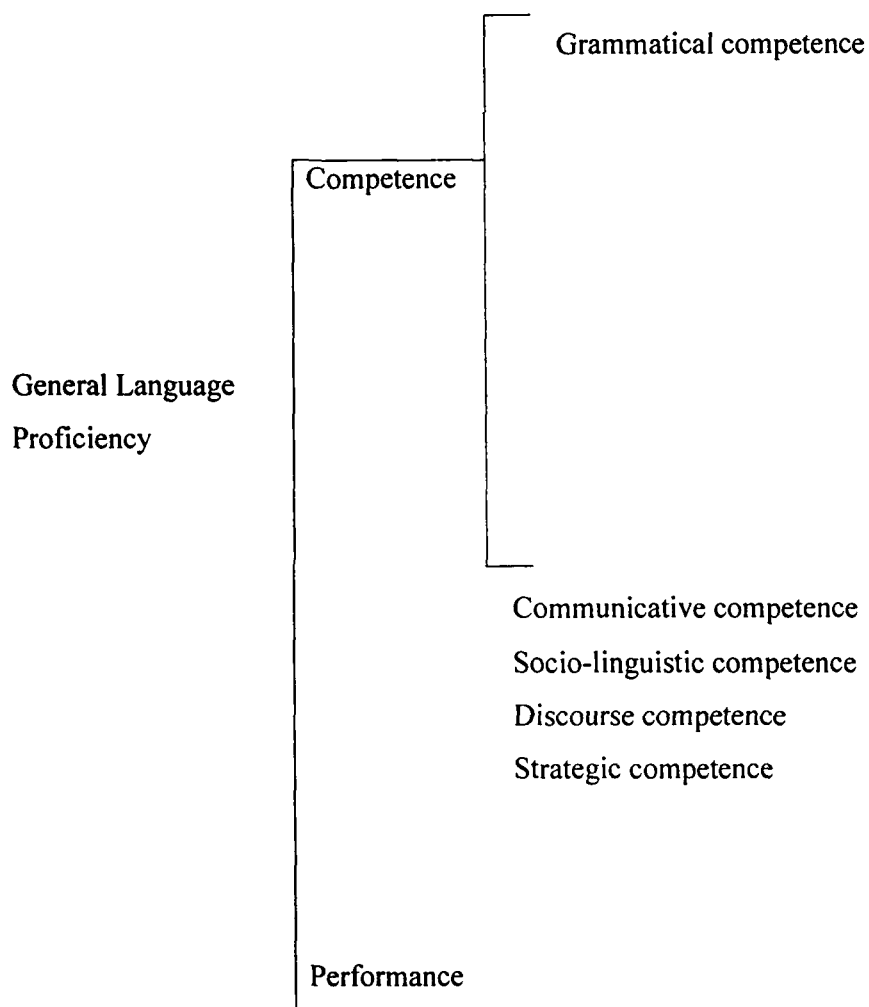 Grammatical competence
Competence
General Language
Proficiency
Communicative competence
Socio-linguistic competence
Discourse competence
Strategic competence
Performance